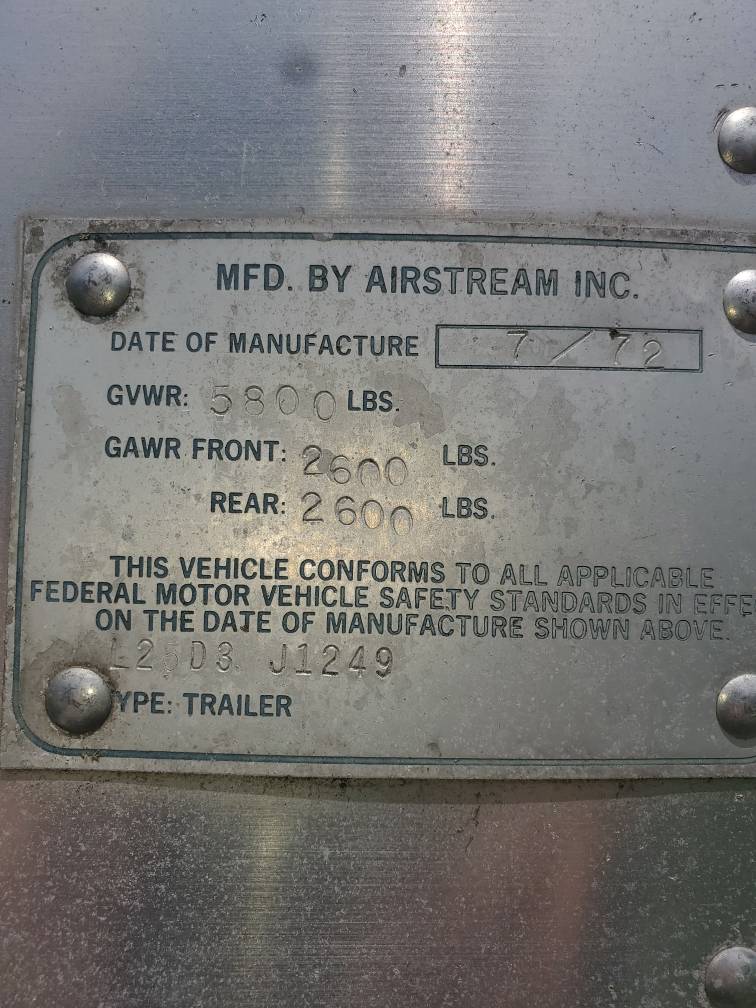 MFD. BY AIRSTREAM INC.
DATE OF MANUFACTURE 7/72
GVWR: 5800 LBS.
GAWR FRONT: 2600 LBS.
REAR: 2600 LBS.
THIS VEHICLE CONFORMS TO ALL APPLICABLE
FEDERAL MOTOR VEHICLE SAFETY STANDARDS IN EFFE
ON THE DATE OF MANUFACTURE SHOWN ABOVE.
J1249
YPE: TRAILER